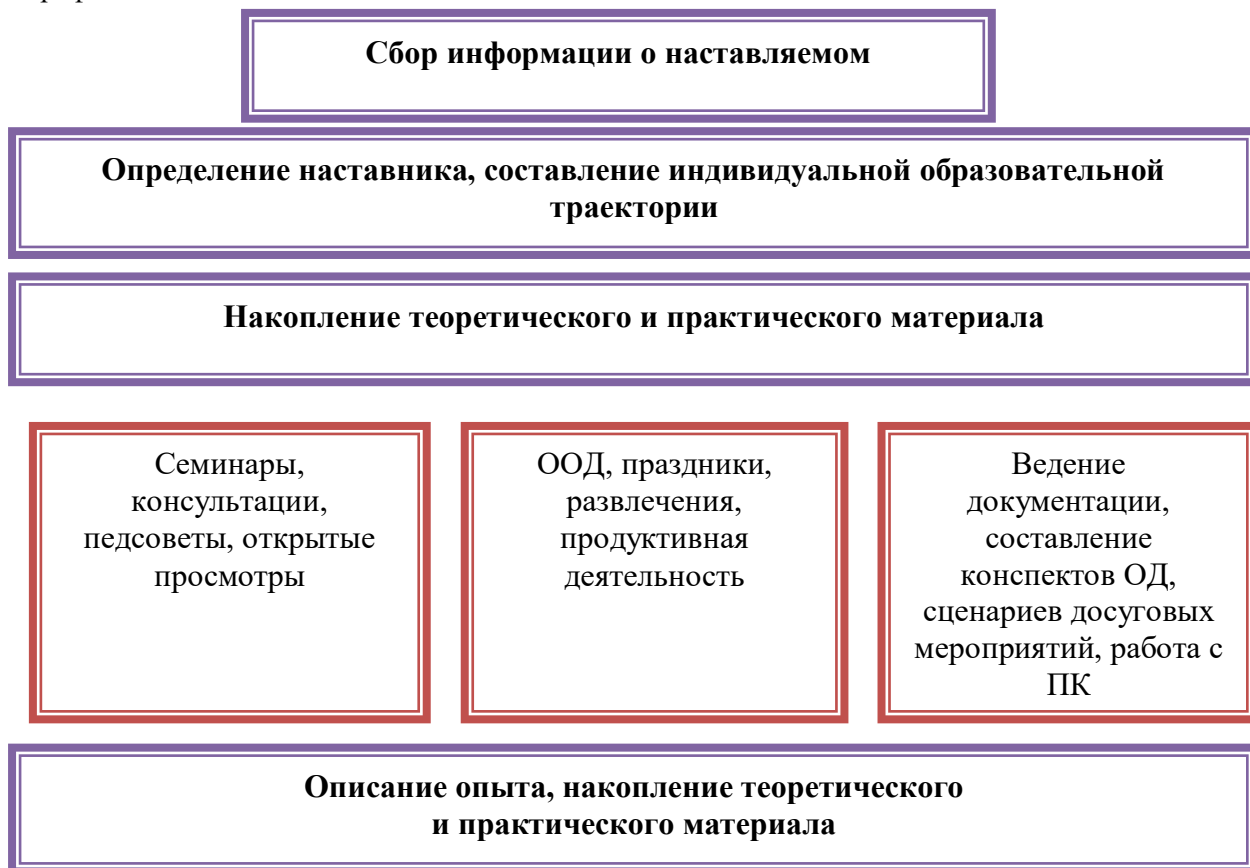 Сбор информации о наставляемом
Определение наставника, составление индивидуальной образовательной
траектории
Накопление теоретического и практического материала
Семинары,
консультации,
педсоветы, открытые
просмотры
ООД, праздники,
развлечения,
продуктивная
деятельность
Ведение
документации,
составление
конспектов ОД,
сценариев досуговых
мероприятий, работа с
ПК
Описание опыта, накопление теоретического
и практического материала